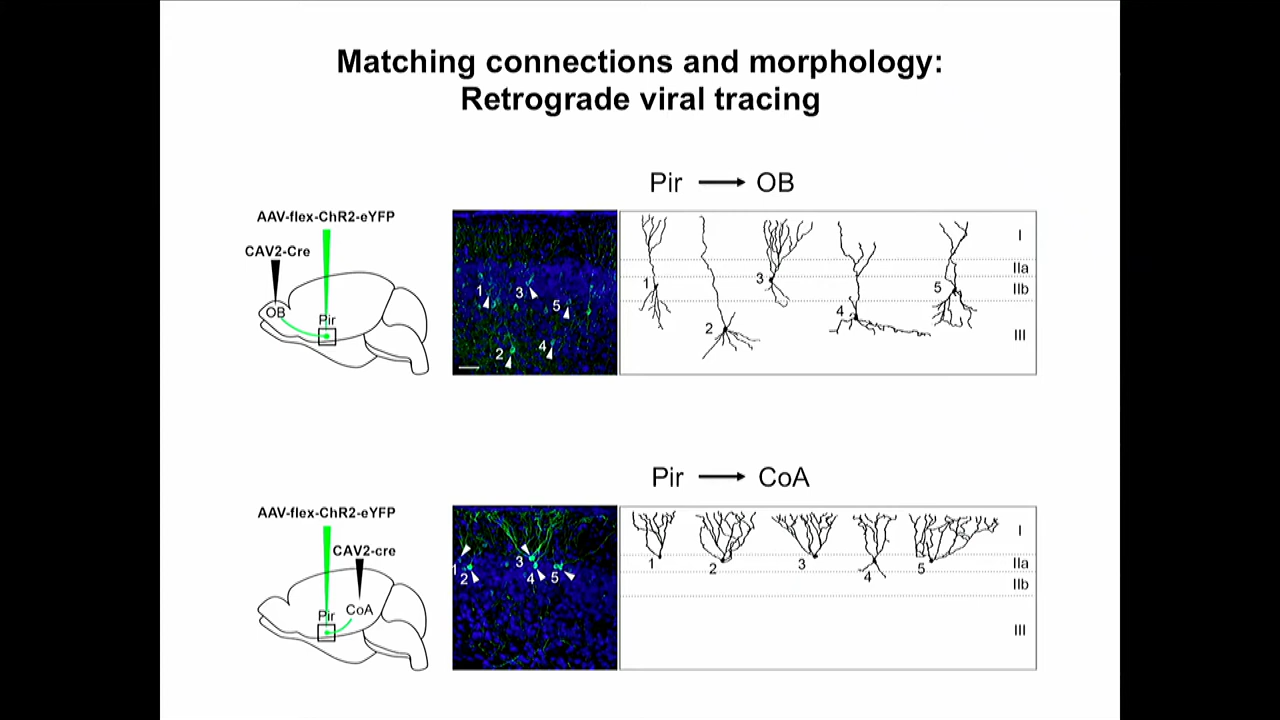 Matching connections and morphology:
Retrograde viral tracing
Pir → OB
AAV-flex-ChR2-eYFP
CAV2-Cre
OB
Pir
1
3
5
2
4
1
2
3
4
5
I
IIa
IIb
III
Pir → CoA
AAV-flex-ChR2-eYFP
CAV2-cre
Pir
CoA
1
2
3
4
5
1
2
3
4
5
I
IIa
IIb
III